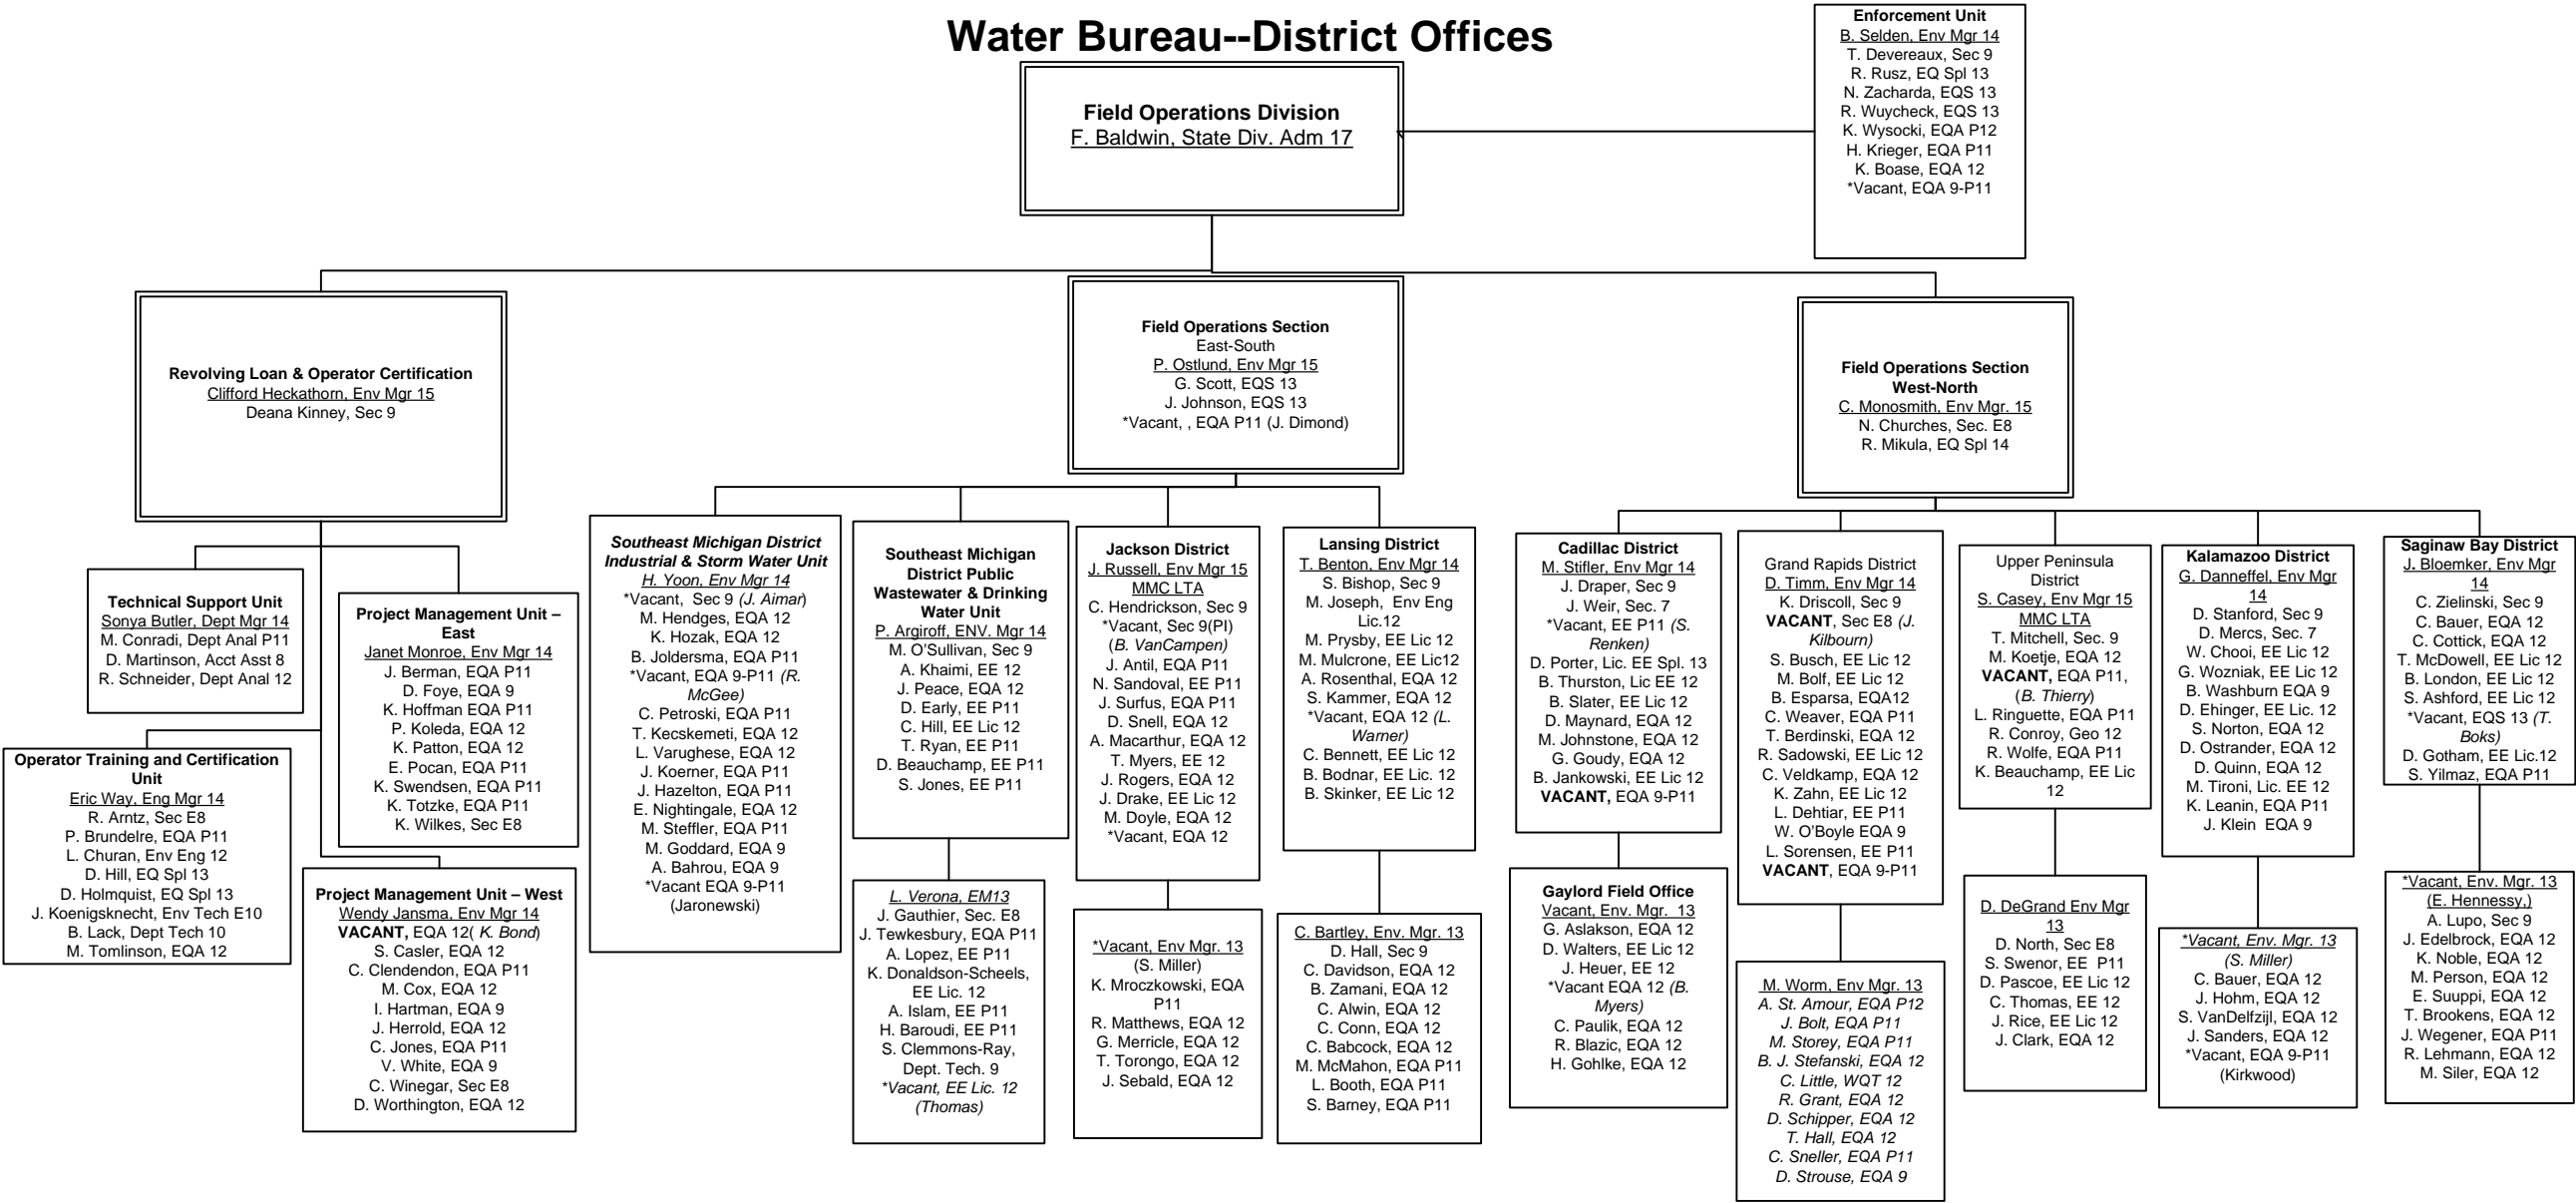 Water Bureau--District Offices
Enforcement Unit
B. Selden, Env Mgr 14
T. Devereaux, Sec 9
R. Rusz, EQ Spl 13
N. Zacharda, EQS 13
R. Wuycheck, EQS 13
K. Wysocki, EQA P12
H. Krieger, EQA P11
K. Boase, EQA 12
*Vacant, EQA 9-P11
Field Operations Division
F. Baldwin, State Div. Adm 17
Revolving Loan & Operator Certification
Clifford Heckathorn, Env Mgr 15
Deana Kinney, Sec 9
Field Operations Section
East-South
P. Ostlund, Env Mgr 15
G. Scott, EQS 13
J. Johnson, EQS 13
*Vacant, , EQA P11 (J. Dimond)
Field Operations Section
West-North
C. Monosmith, Env Mgr. 15
N. Churches, Sec. E8
R. Mikula, EQ Spl 14
Technical Support Unit
Sonya Butler, Dept Mgr 14
M. Conradi, Dept Anal P11
D. Martinson, Acct Asst 8
R. Schneider, Dept Anal 12
Project Management Unit –
East
Janet Monroe, Env Mgr 14
J. Berman, EQA P11
D. Foye, EQA 9
K. Hoffman EQA P11
P. Koleda, EQA 12
K. Patton, EQA 12
E. Pocan, EQA P11
K. Swendsen, EQA P11
K. Totzke, EQA P11
K. Wilkes, Sec E8
Operator Training and Certification
Unit
Eric Way, Eng Mgr 14
R. Arntz, Sec E8
P. Brundelre, EQA P11
L. Churan, Env Eng 12
D. Hill, EQ Spl 13
D. Holmquist, EQ Spl 13
J. Koenigsknecht, Env Tech E10
B. Lack, Dept Tech 10
M. Tomlinson, EQA 12
Project Management Unit – West
Wendy Jansma, Env Mgr 14
VACANT, EQA 12( K. Bond)
S. Casler, EQA 12
C. Clendendon, EQA P11
M. Cox, EQA 12
I. Hartman, EQA 9
J. Herrold, EQA 12
C. Jones, EQA P11
V. White, EQA 9
C. Winegar, Sec E8
D. Worthington, EQA 12
Southeast Michigan District
Industrial & Storm Water Unit
H. Yoon, Env Mgr 14
*Vacant, Sec 9 (J. Aimar)
M. Hendges, EQA 12
K. Hozak, EQA 12
B. Joldersma, EQA P11
*Vacant, EQA 9-P11 (R.
McGee)
C. Petroski, EQA P11
T. Kecskemeti, EQA 12
L. Varughese, EQA 12
J. Koerner, EQA P11
J. Hazelton, EQA P11
E. Nightingale, EQA 12
M. Steffler, EQA P11
M. Goddard, EQA 9
A. Bahrou, EQA 9
*Vacant EQA 9-P11
(Jaronewski)
Southeast Michigan
District Public
Wastewater & Drinking
Water Unit
P. Argiroff, ENV. Mgr 14
M. O'Sullivan, Sec 9
A. Khaimi, EE 12
J. Peace, EQA 12
D. Early, EE P11
C. Hill, EE Lic 12
T. Ryan, EE P11
D. Beauchamp, EE P11
S. Jones, EE P11
L. Verona, EM13
J. Gauthier, Sec. E8
J. Tewkesbury, EQA P11
A. Lopez, EE P11
K. Donaldson-Scheels,
EE Lic. 12
A. Islam, EE P11
H. Baroudi, EE P11
S. Clemmons-Ray,
Dept. Tech. 9
*Vacant, EE Lic. 12
(Thomas)
Jackson District
J. Russell, Env Mgr 15
MMC LTA
C. Hendrickson, Sec 9
*Vacant, Sec 9(PI)
(B. VanCampen)
J. Antil, EQA P11
N. Sandoval, EE P11
J. Surfus, EQA P11
D. Snell, EQA 12
A. Macarthur, EQA 12
T. Myers, EE 12
J. Rogers, EQA 12
J. Drake, EE Lic 12
M. Doyle, EQA 12
*Vacant, EQA 12
*Vacant, Env Mgr. 13
(S. Miller)
K. Mroczkowski, EQA
P11
R. Matthews, EQA 12
G. Merricle, EQA 12
T. Torongo, EQA 12
J. Sebald, EQA 12
Lansing District
T. Benton, Env Mgr 14
S. Bishop, Sec 9
M. Joseph, Env Eng
Lic.12
M. Prysby, EE Lic 12
M. Mulcrone, EE Lic12
A. Rosenthal, EQA 12
S. Kammer, EQA 12
*Vacant, EQA 12 (L.
Warner)
C. Bennett, EE Lic 12
B. Bodnar, EE Lic. 12
B. Skinker, EE Lic 12
C. Bartley, Env. Mgr. 13
D. Hall, Sec 9
C. Davidson, EQA 12
B. Zamani, EQA 12
C. Alwin, EQA 12
C. Conn, EQA 12
C. Babcock, EQA 12
M. McMahon, EQA P11
L. Booth, EQA P11
S. Barney, EQA P11
Cadillac District
M. Stifler, Env Mgr 14
J. Draper, Sec 9
J. Weir, Sec. 7
*Vacant, EE P11 (S.
Renken)
D. Porter, Lic. EE Spl. 13
B. Thurston, Lic EE 12
B. Slater, EE Lic 12
D. Maynard, EQA 12
M. Johnstone, EQA 12
G. Goudy, EQA 12
B. Jankowski, EE Lic 12
VACANT, EQA 9-P11
Gaylord Field Office
Vacant, Env. Mgr. 13
G. Aslakson, EQA 12
D. Walters, EE Lic 12
J. Heuer, EE 12
*Vacant EQA 12 (B.
Myers)
C. Paulik, EQA 12
R. Blazic, EQA 12
H. Gohlke, EQA 12
Grand Rapids District
D. Timm, Env Mgr 14
K. Driscoll, Sec 9
VACANT, Sec E8 (J.
Kilbourn)
S. Busch, EE Lic 12
M. Bolf, EE Lic 12
B. Esparsa, EQA12
C. Weaver, EQA P11
T. Berdinski, EQA 12
R. Sadowski, EE Lic 12
C. Veldkamp, EQA 12
K. Zahn, EE Lic 12
L. Dehtiar, EE P11
W. O'Boyle EQA 9
L. Sorensen, EE P11
VACANT, EQA 9-P11
M. Worm, Env Mgr. 13
A. St. Amour, EQA P12
J. Bolt, EQA P11
M. Storey, EQA P11
B. J. Stefanski, EQA 12
C. Little, WQT 12
R. Grant, EQA 12
D. Schipper, EQA 12
T. Hall, EQA 12
C. Sneller, EQA P11
D. Strouse, EQA 9
Upper Peninsula
District
S. Casey, Env Mgr 15
MMC LTA
T. Mitchell, Sec. 9
M. Koetje, EQA 12
VACANT, EQA P11,
(B. Thierry)
L. Ringuette, EQA P11
R. Conroy, Geo 12
R. Wolfe, EQA P11
K. Beauchamp, EE Lic
12
D. DeGrand Env Mgr
13
D. North, Sec E8
S. Swenor, EE P11
D. Pascoe, EE Lic 12
C. Thomas, EE 12
J. Rice, EE Lic 12
J. Clark, EQA 12
Kalamazoo District
G. Danneffel, Env Mgr
14
D. Stanford, Sec 9
D. Mercs, Sec. 7
W. Chooi, EE Lic 12
G. Wozniak, EE Lic 12
B. Washburn EQA 9
D. Ehinger, EE Lic. 12
S. Norton, EQA 12
D. Ostrander, EQA 12
D. Quinn, EQA 12
M. Tironi, Lic. EE 12
K. Leanin, EQA P11
J. Klein EQA 9
*Vacant, Env. Mgr. 13
(S. Miller)
C. Bauer, EQA 12
J. Hohm, EQA 12
S. VanDelfzijl, EQA 12
J. Sanders, EQA 12
*Vacant, EQA 9-P11
(Kirkwood)
Saginaw Bay District
J. Bloemker, Env Mgr
14
C. Zielinski, Sec 9
C. Bauer, EQA 12
C. Cottick, EQA 12
T. McDowell, EE Lic 12
B. London, EE Lic 12
S. Ashford, EE Lic 12
*Vacant, EQS 13 (T.
Boks)
D. Gotham, EE Lic.12
S. Yilmaz, EQA P11
*Vacant, Env. Mgr. 13
(E. Hennessy,)
A. Lupo, Sec 9
J. Edelbrock, EQA 12
K. Noble, EQA 12
M. Person, EQA 12
E. Suuppi, EQA 12
T. Brookens, EQA 12
J. Wegener, EQA P11
R. Lehmann, EQA 12
M. Siler, EQA 12